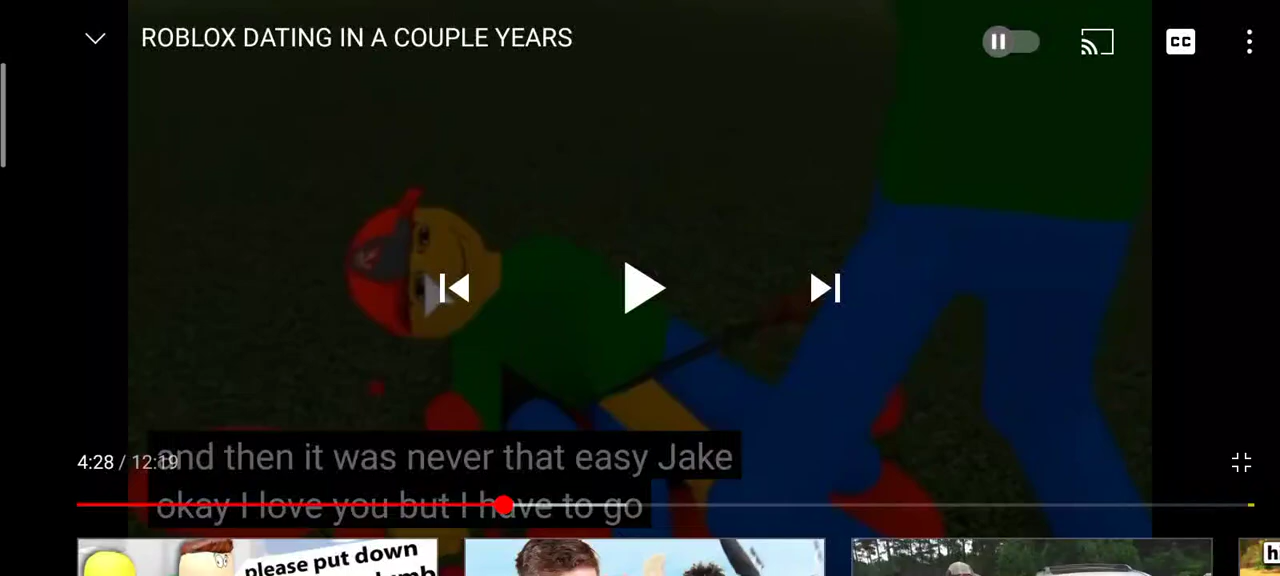 ROBLOX DATING IN A COUPLE YEARS
CC
and then it was never that easy Jake
4:28 / 12:19
okay I love you but I have to go
please put down